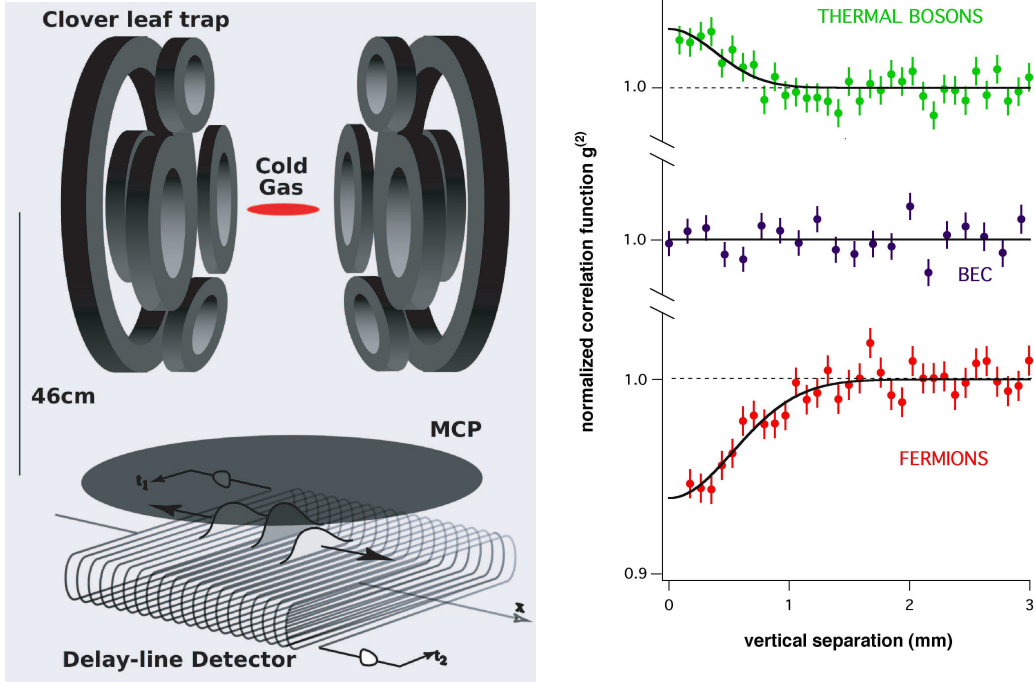 Clover leaf trap
Cold
Gas
46cm
MCP
t1
x
Delay-line Detector
t2
normalized correlation function g(2)
THERMAL BOSONS
1.0
1.0
BEC
1.0
FERMIONS
0.9
0 1 2 3
vertical separation (mm)